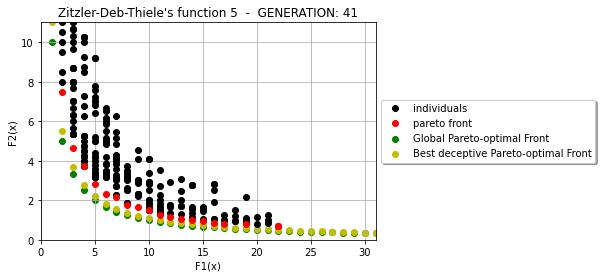 Zitzler-Deb-Thiele's function 5 - GENERATION: 41
F2(x)
10
8
6
4
2
0
0
5
10
15
20
25
30
F1(x)
individuals
pareto front
Global Pareto-optimal Front
Best deceptive Pareto-optimal Front